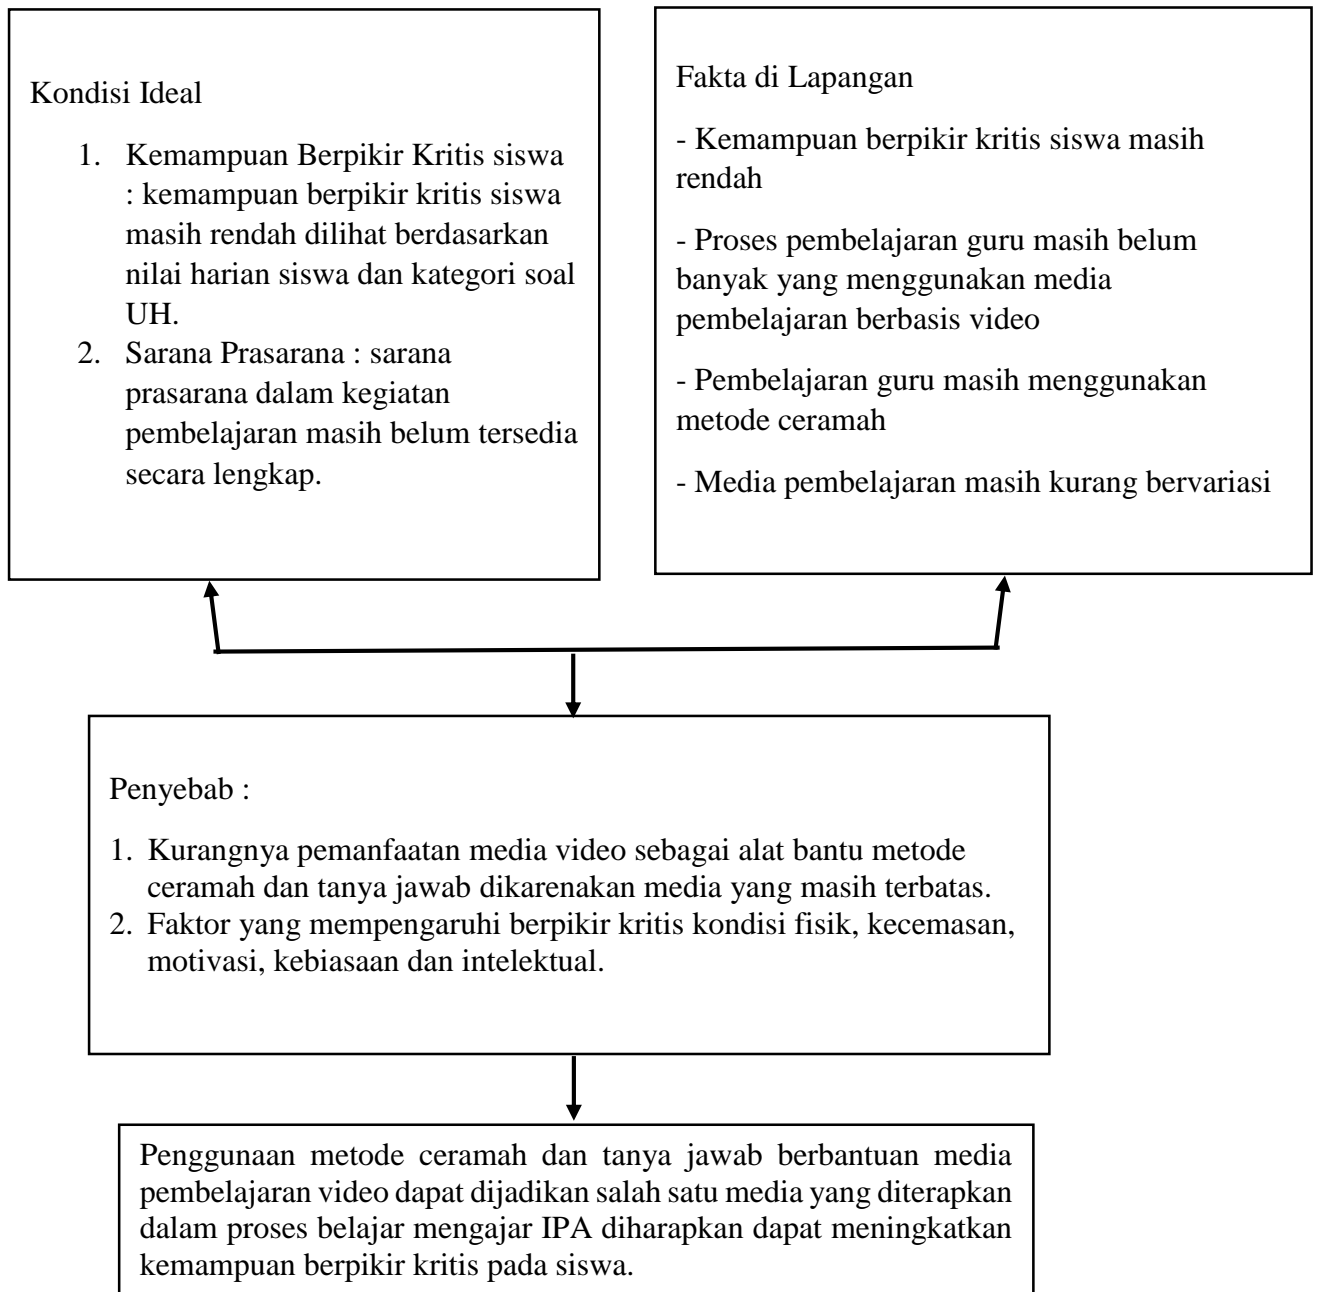 Kondisi Ideal
1. Kemampuan Berpikir Kritis siswa
: kemampuan berpikir kritis siswa
masih rendah dilihat berdasarkan
nilai harian siswa dan kategori soal
UH.
2. Sarana Prasarana : sarana
prasarana dalam kegiatan
pembelajaran masih belum tersedia
secara lengkap.
Fakta di Lapangan
- Kemampuan berpikir kritis siswa masih
rendah
- Proses pembelajaran guru masih belum
banyak yang menggunakan media
pembelajaran berbasis video
- Pembelajaran guru masih menggunakan
metode ceramah
- Media pembelajaran masih kurang bervariasi
Penyebab :
1. Kurangnya pemanfaatan media video sebagai alat bantu metode
ceramah dan tanya jawab dikarenakan media yang masih terbatas.
2. Faktor yang mempengaruhi berpikir kritis kondisi fisik, kecemasan,
motivasi, kebiasaan dan intelektual.
Penggunaan metode ceramah dan tanya jawab berbantuan media
pembelajaran video dapat dijadikan salah satu media yang diterapkan
dalam proses belajar mengajar IPA diharapkan dapat meningkatkan
kemampuan berpikir kritis pada siswa.